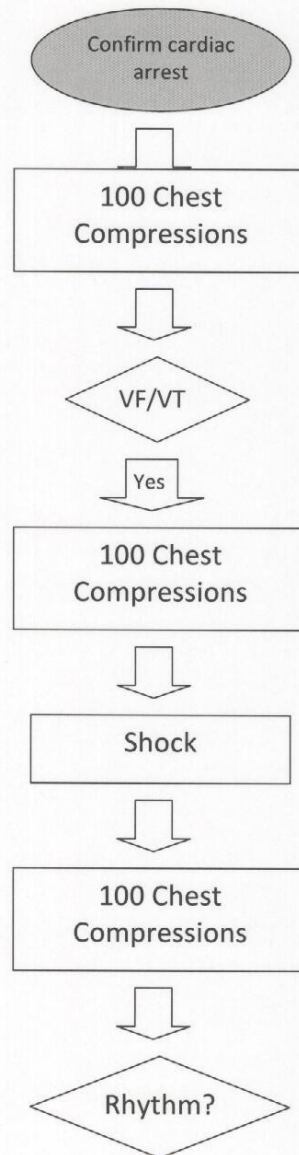 Confirm cardiac
arrest
100 Chest
Compressions
VF/VT
Yes
100 Chest
Compressions
Shock
100 Chest
Compressions
Rhythm?